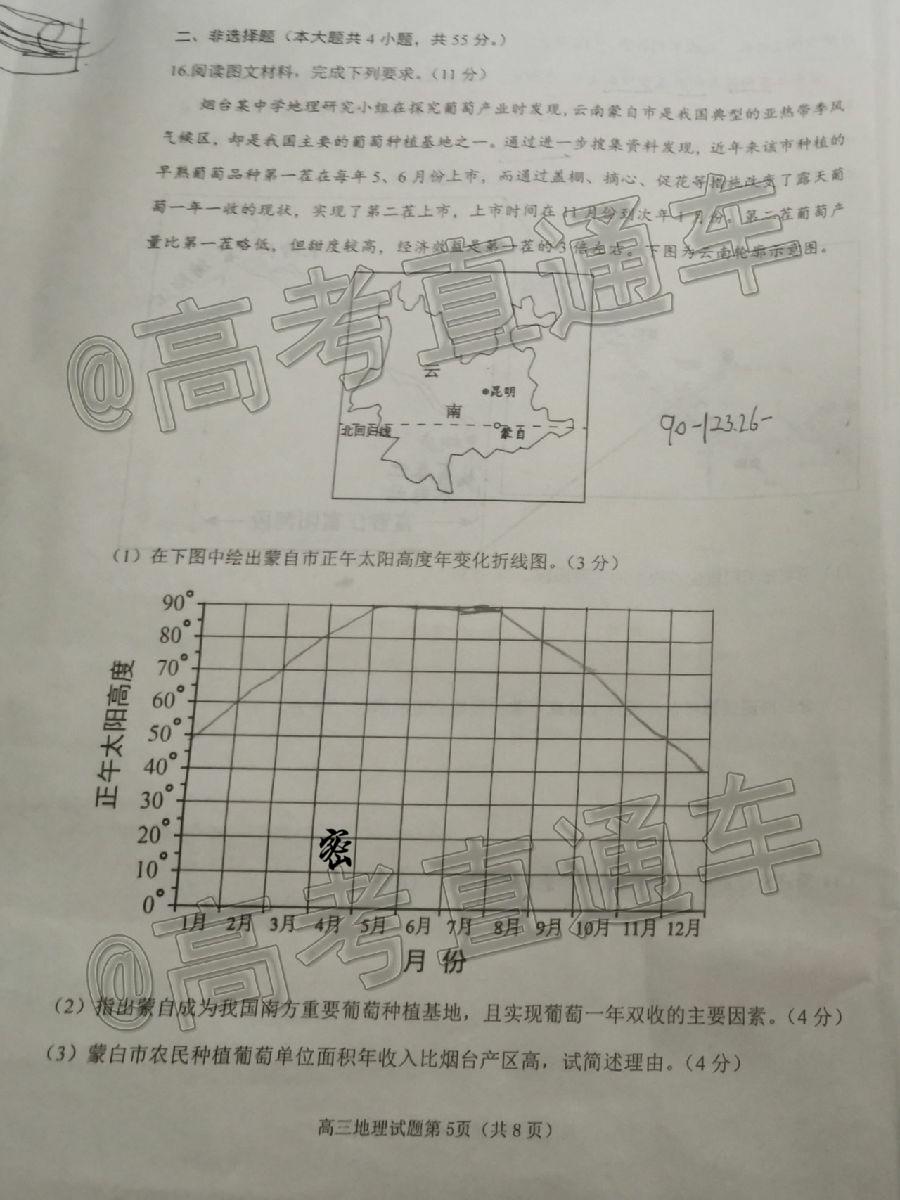 二、非选择题（本大题共4小题，共55分。）
16.阅读图文材料，完成下列要求。（11分）
烟台某中学地理研究小组在探究葡萄产业时发现，云南蒙自市是我国典型的亚热带季风
气候区，却是我国主要的葡萄种植基地之一。通过进一步搜集资料发现，近年来该市种植的
早熟葡萄品种第一茬在每年5、6月份上市，而通过盖棚、摘心、促花等措施改变了露天葡
萄一年一收的现状，实现了第二茬上市，上市时间在11月份到次年1月份。第二茬葡萄产
量比第一茬略低，但甜度较高，经济效益是第一茬的3倍左右。下图为云南轮廓示意图。
云
昆明
南
北回归线
蒙自
90-123.26-
@高考直通车
（1）在下图中绘出蒙自市正午太阳高度年变化折线图。（3分）
正午太阳高度
90°
80°
70°
60°
50°
40°
30°
20°
10°
0°
密
1月 2月 3月 4月 5月 6月 7月 8月 9月 10月 11月 12月
月 份
@高考直通车
（2）指出蒙自成为我国南方重要葡萄种植基地，且实现葡萄一年双收的主要因素。（4分）
（3）蒙自市农民种植葡萄单位面积年收入比烟台产区高，试简述理由。（4分）
高三地理试题第5页（共8页）